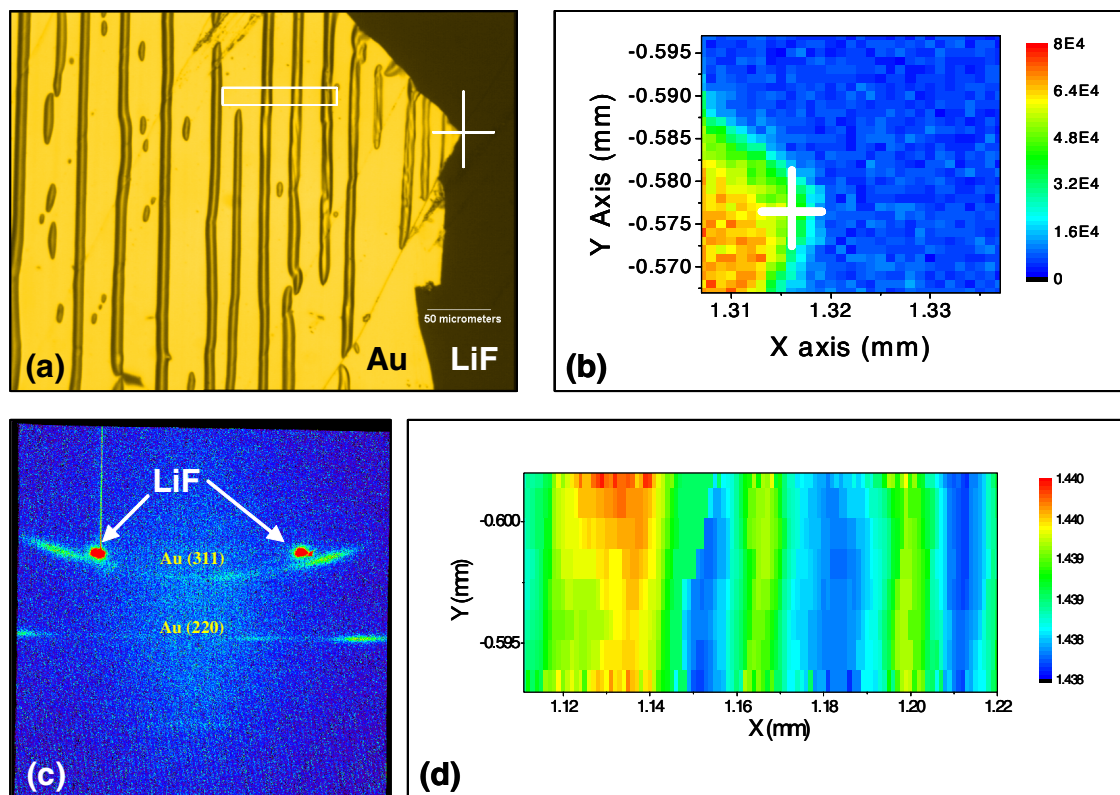 50 micrometers
(a)
Au
LiF
-0.595
-0.590
-0.585
-0.580
-0.575
-0.570
Y Axis (mm)
1.31
1.32
1.33
X axis (mm)
8E4
6.4E4
4.8E4
3.2E4
1.6E4
0
(b)
LiF
Au (311)
Au (220)
(c)
-0.600
-0.595
Y (mm)
1.12
1.14
1.16
1.18
1.20
1.22
X (mm)
1.440
1.440
1.439
1.439
1.438
1.438
(d)